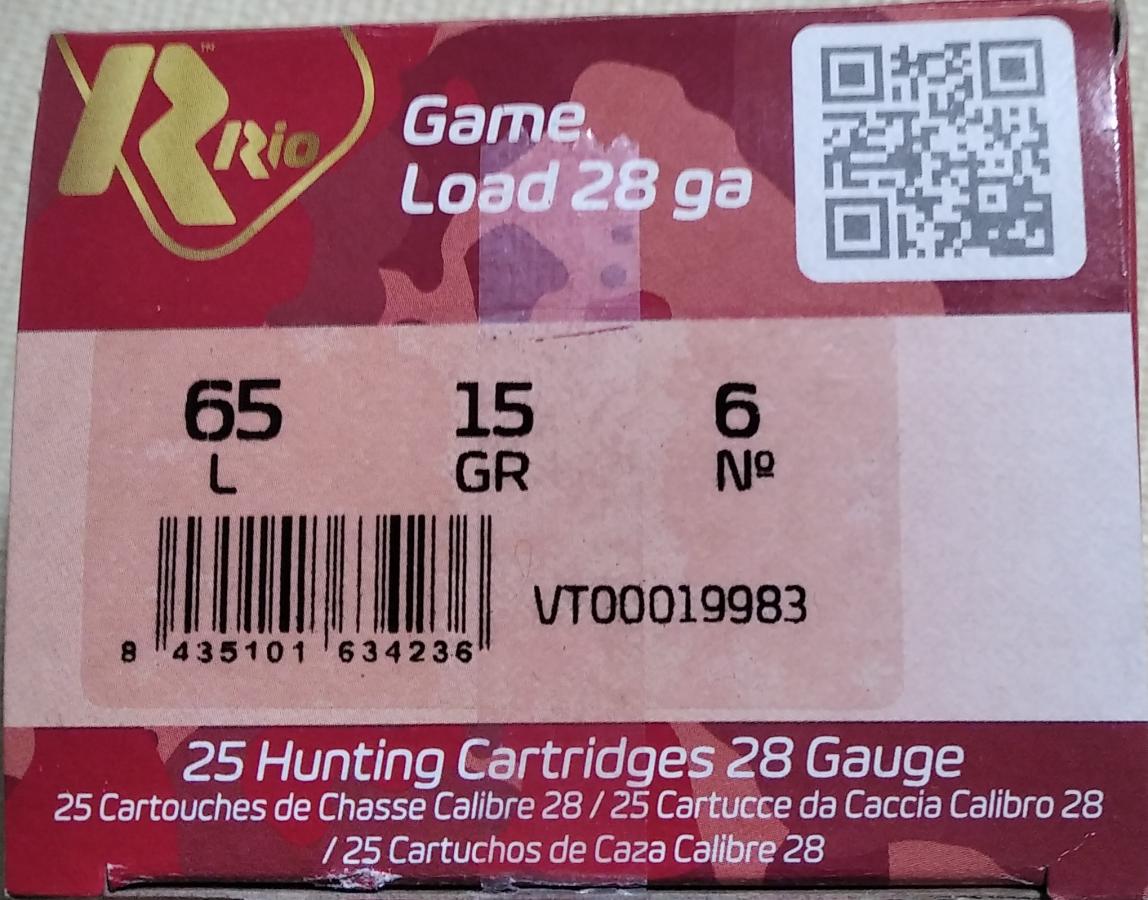 R™ Rio
Game
Load 28 ga
65 15 6
L GR Nº
VT00019983
8 435101 634236
25 Hunting Cartridges 28 Gauge
25 Cartouches de Chasse Calibre 28 / 25 Cartucce da Caccia Calibro 28
/ 25 Cartuchos de Caza Calibre 28